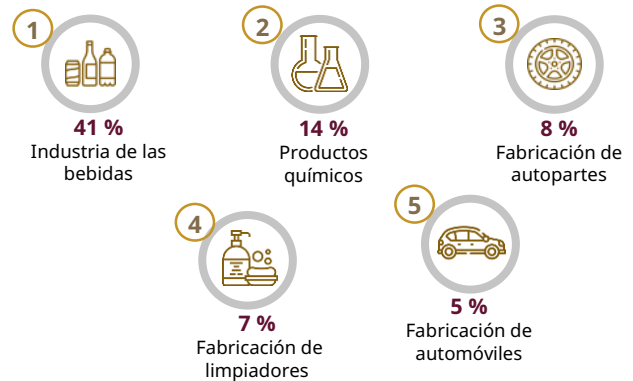 1
41 %
Industria de las
bebidas
2
14 %
Productos
químicos
3
8 %
Fabricación de
autopartes
4
7 %
Fabricación de
limpiadores
5
5 %
Fabricación de
automóviles